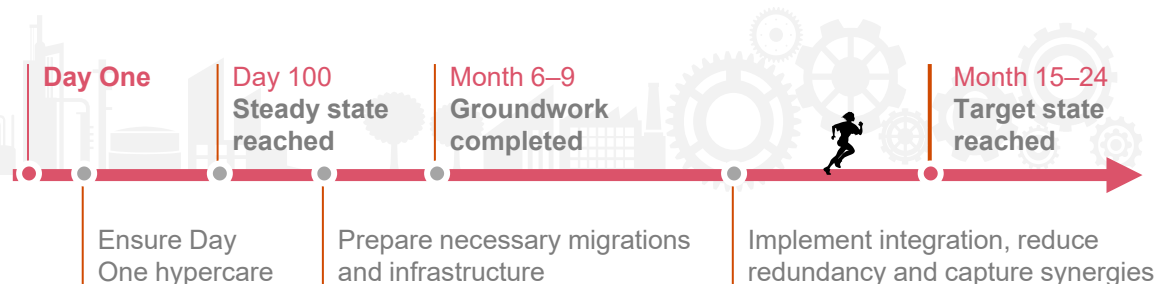 Day One
Day 100
Steady state
reached
Month 6–9
Groundwork
completed
Month 15–24
Target state
reached
Ensure Day
One hypercare
Prepare necessary migrations
and infrastructure
Implement integration, reduce
redundancy and capture synergies